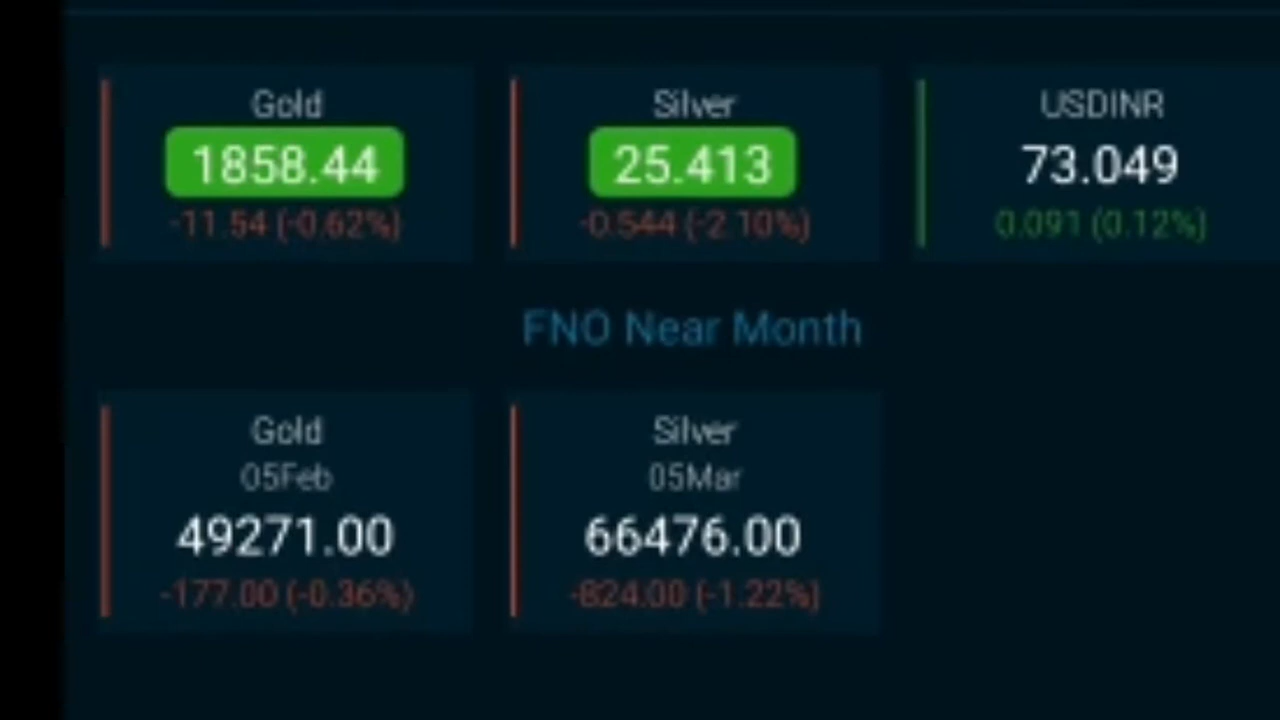 Gold
1858.44
-11.54 (-0.62%)
Silver
25.413
-0.544 (-2.10%)
USDINR
73.049
0.091 (0.12%)
FNO Near Month
Gold
05Feb
49271.00
-177.00 (-0.36%)
Silver
05Mar
66476.00
-824.00 (-1.22%)